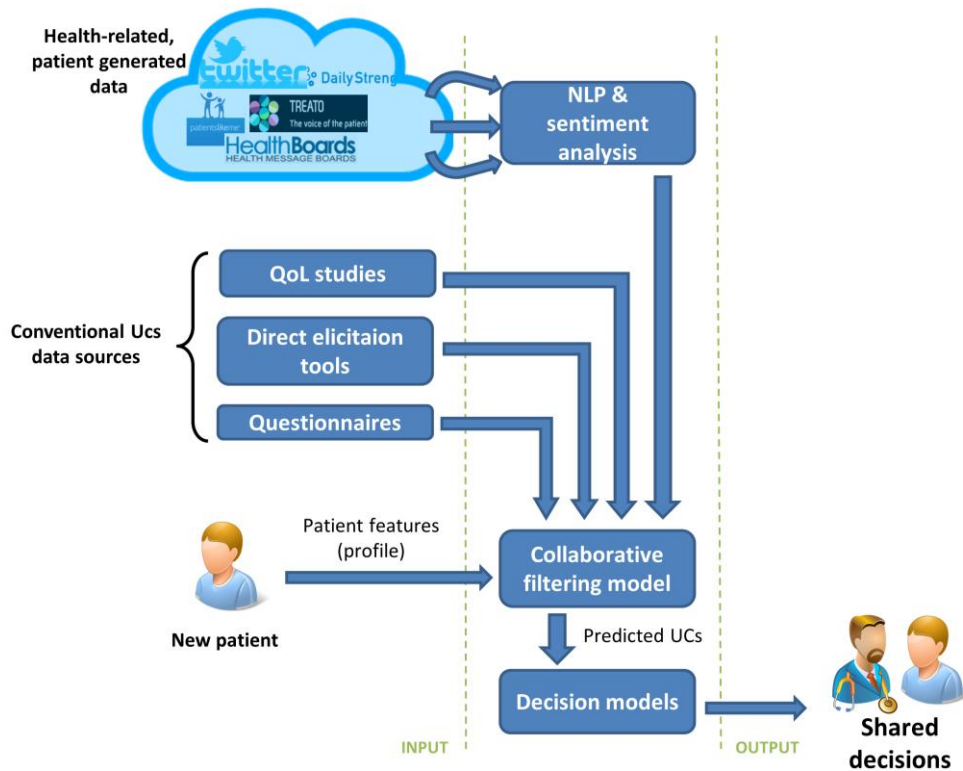 Health-related,
patient generated
data
twitter
DailyStreng
TREATO
The voice of the patient
patientslikeme
HealthBoards
HEALTH MESSAGE BOARDS
NLP &
sentiment
analysis
Conventional Ucs
data sources
QoL studies
Direct elicitaion
tools
Questionnaires
New patient
Patient features
(profile)
Collaborative
filtering model
Predicted UCs
Decision models
Shared
decisions
INPUT
OUTPUT